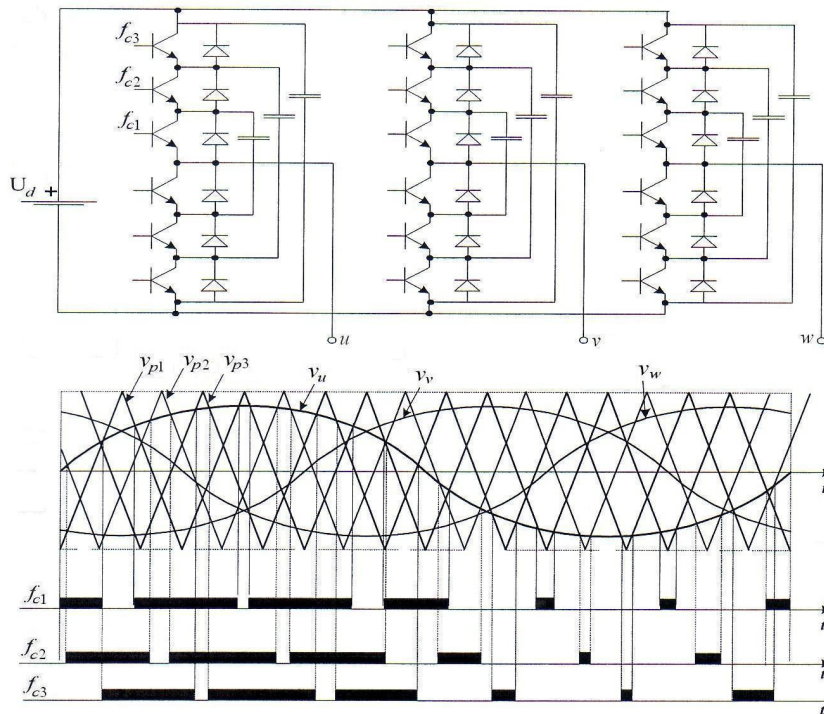 f_c3
f_c2
f_c1
U_d +
u v w
v_p1 v_p2 v_p3 v_u v_v v_w
f_c1
f_c2
f_c3
t